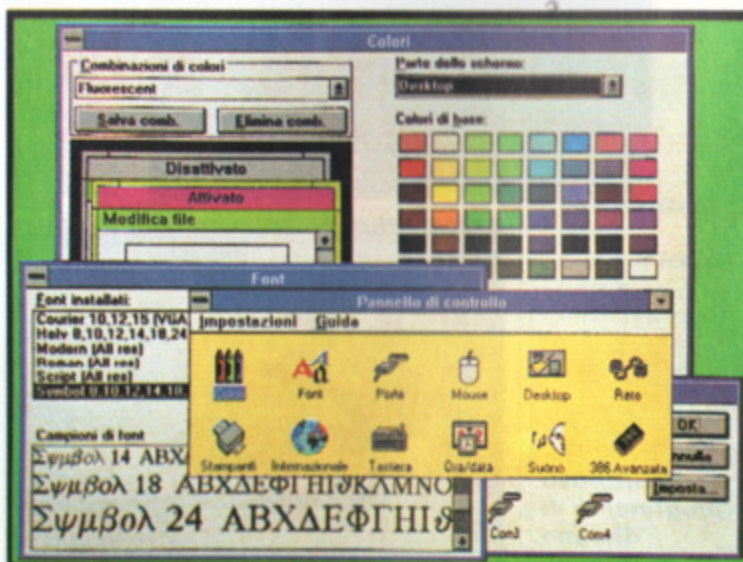 Colori
Combinazioni di colori
Fluorescent
Salva comb.
Elimina comb.
Parte dello schermo:
Desktop
Colori di base:
Disattivato
Attivato
Modifica file
Font
Font installati:
Courier 10,12,15 (VGA
Helv 8,10,12,14,18,24
Modern (All res)
Roman (All res)
Script (All res)
Symbol 8,10,12,14,18,
Campioni di font
Σψμβολ 14 ΑΒΧ
Σψμβολ 18 ΑΒΧΔΕΦΓΗΙϑΚΛΜΝΟ
Σψμβολ 24 ΑΒΧΔΕΦΓΗΙϑ
Pannello di controllo
Impostazioni Guida
Colori Font Porte Mouse Desktop Rete
Stampanti Internazionale Tastiera Ora/data Suono 386 Avanzata
OK
nnulla
Imposta...
Com3 Com4